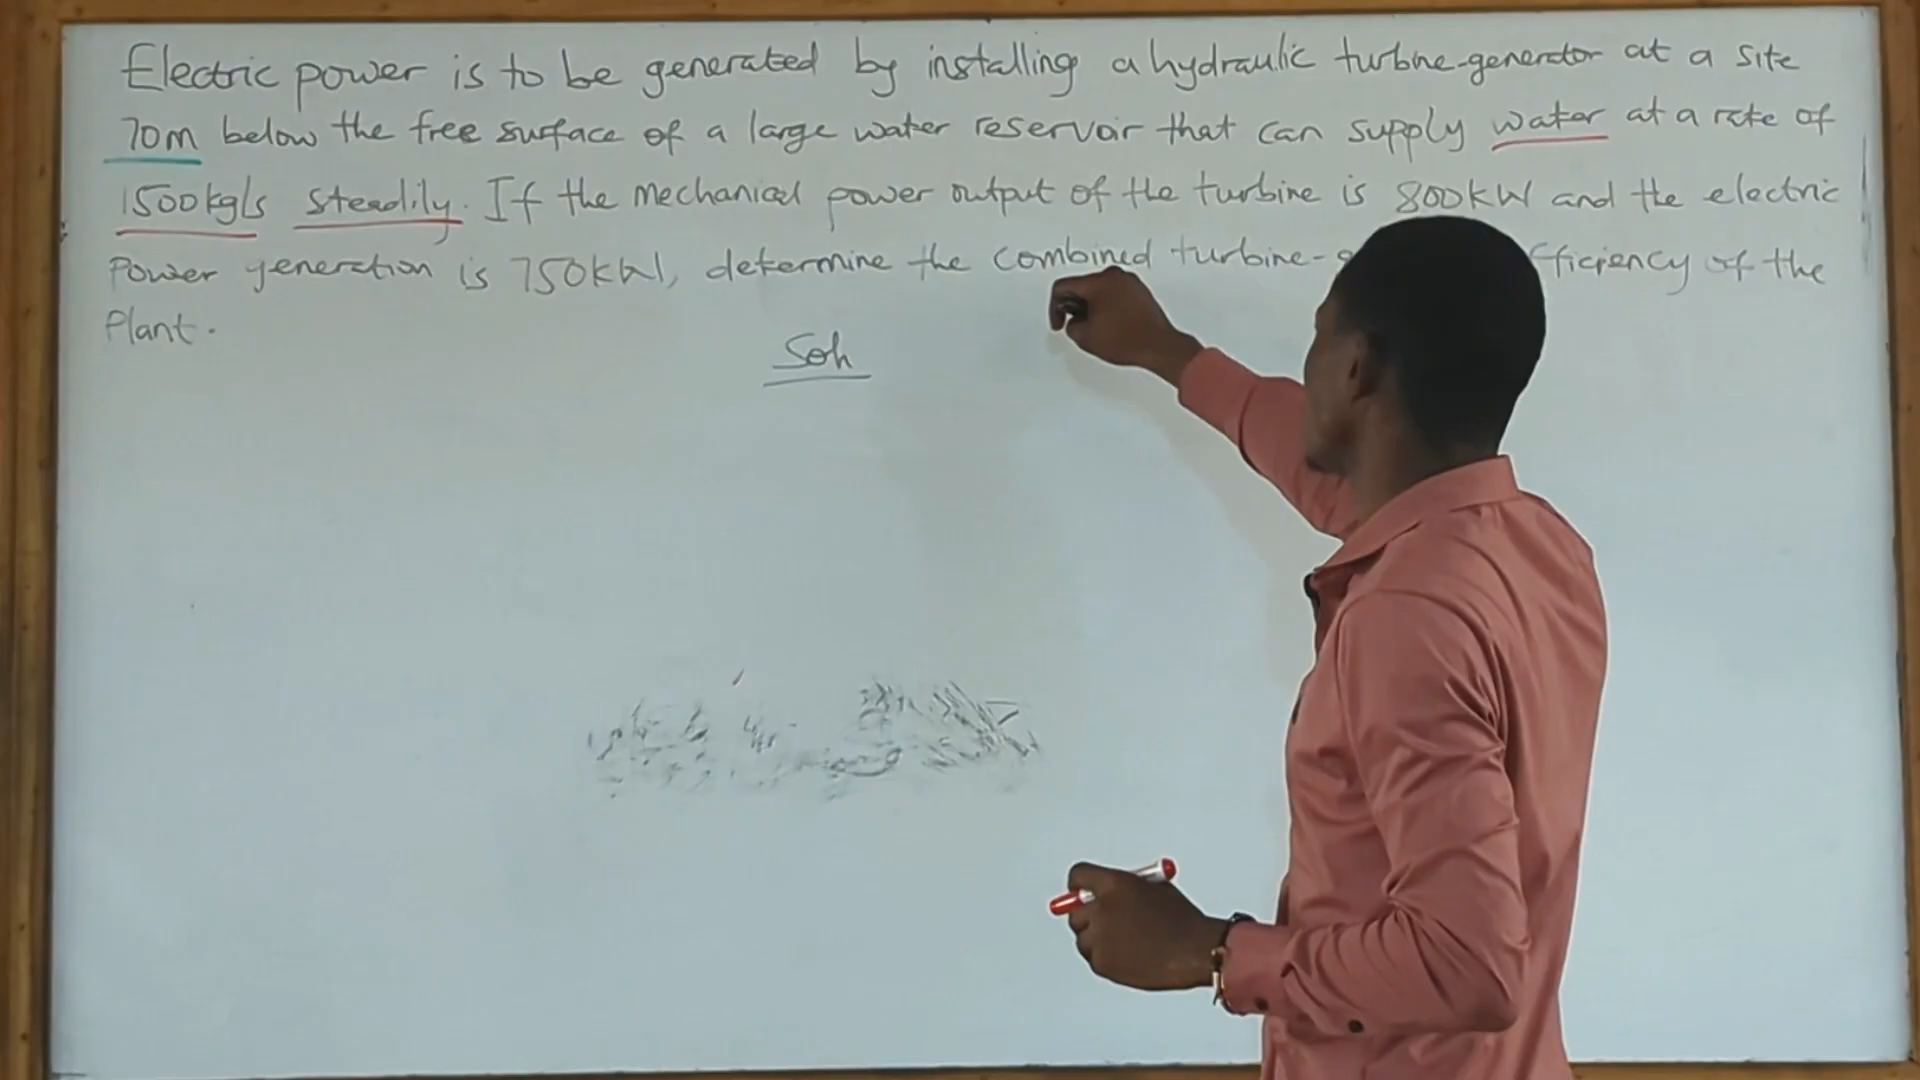 Electric power is to be generated by installing a hydraulic turbine-generator at a site
70m below the free surface of a large water reservoir that can supply water at a rate of
1500kg/s steadily. If the mechanical power output of the turbine is 800kW and the electric
Power generation is 750kW, determine the combined turbine- of the
Plant.
Soln